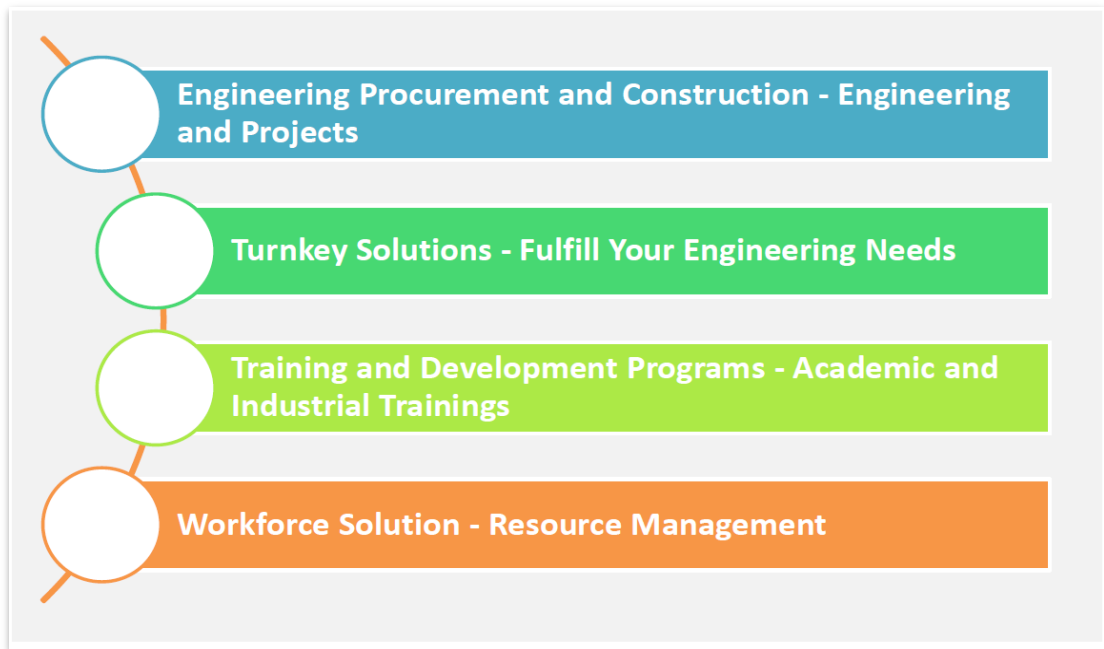 Engineering Procurement and Construction - Engineering
and Projects
Turnkey Solutions - Fulfill Your Engineering Needs
Training and Development Programs - Academic and
Industrial Trainings
Workforce Solution - Resource Management